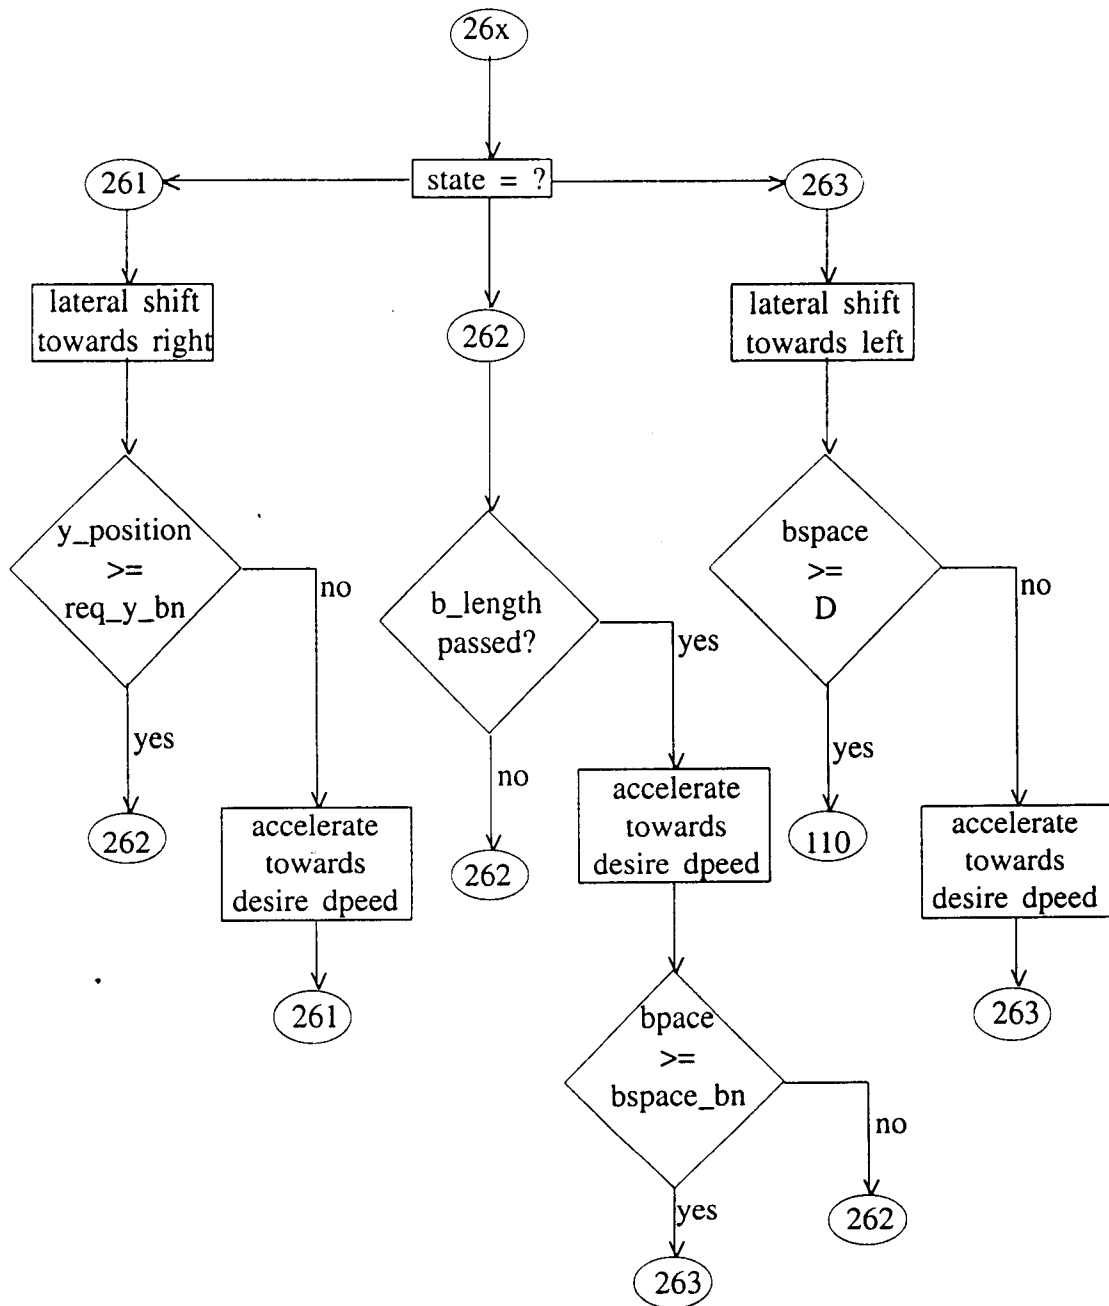 26x
261
state = ?
263
lateral shift
towards right
262
lateral shift
towards left
y_position
>=
req_y_bn
no
yes
262
accelerate
towards
desire dpeed
261
b_length
passed?
yes
no
262
accelerate
towards
desire dpeed
bpace
>=
bspace_bn
no
262
yes
263
bspace
>=
D
no
yes
110
accelerate
towards
desire dpeed
263